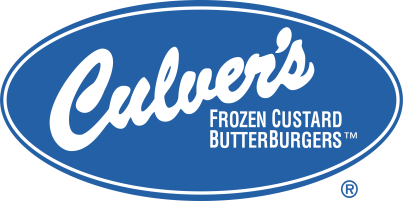 Culver's
FROZEN CUSTARD
BUTTERBURGERS™
®